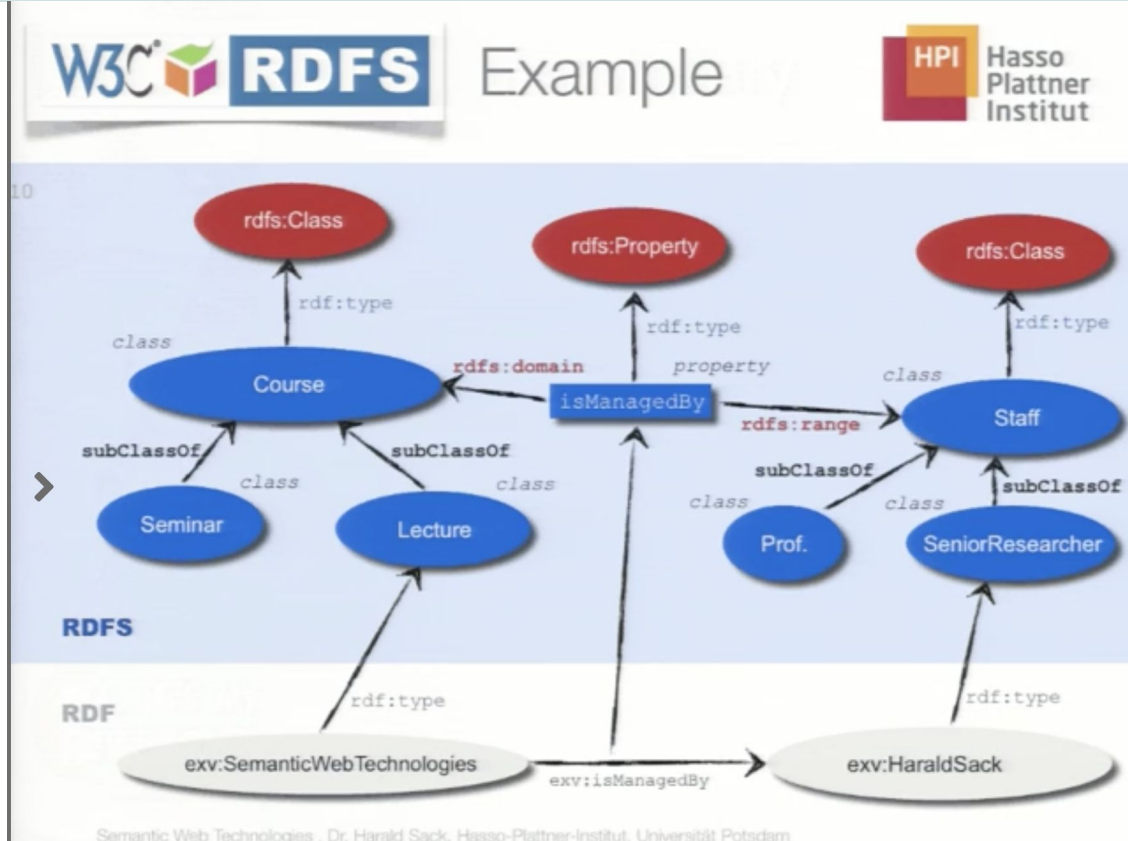 W3C RDFS Example
HPI Hasso
Plattner
Institut
10
rdfs:Class
rdfs:Property
rdfs:Class
rdf:type
rdf:type
rdf:type
class
rdfs:domain
property
class
Course
isManagedBy
Staff
rdfs:range
subClassOf
subClassOf
subClassOf
subClassOf
class
class
class
class
Seminar
Lecture
Prof.
SeniorResearcher
RDFS
RDF
rdf:type
rdf:type
exv:SemanticWebTechnologies
exv:HaraldSack
exv:isManagedBy
Semantic Web Technologies , Dr. Harald Sack, Hasso-Plattner-Institut, Universität Potsdam